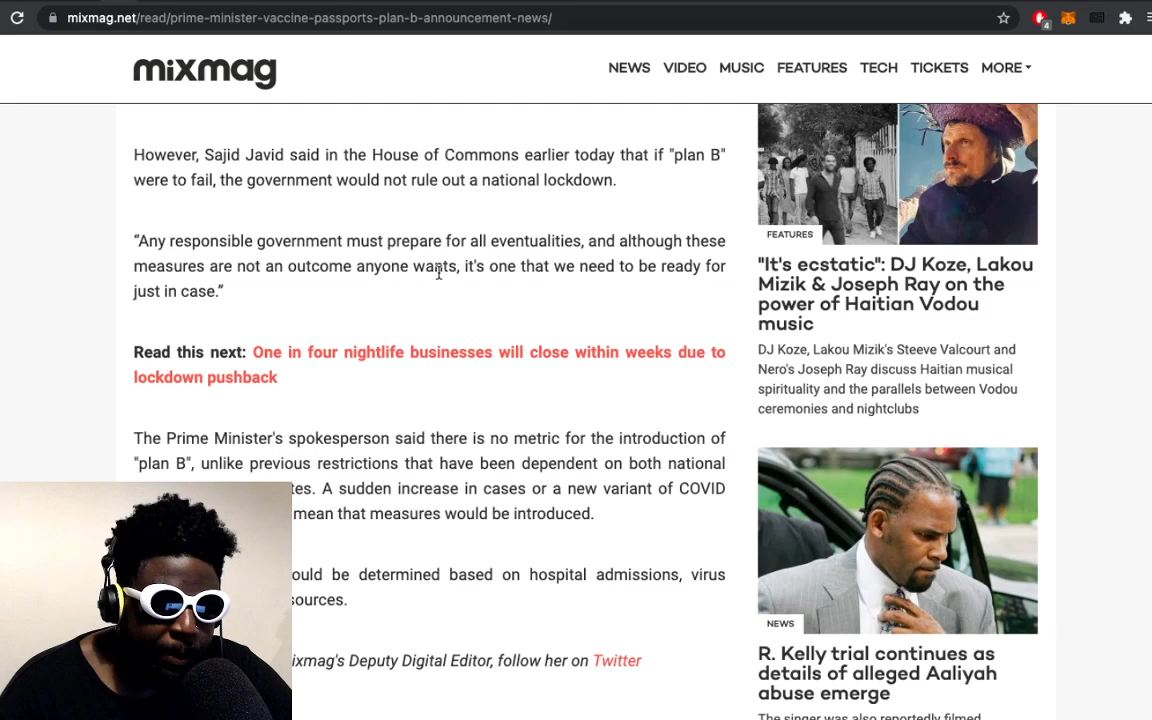 mixmag.net/read/prime-minister-vaccine-passports-plan-b-announcement-news/
4
mixmag
NEWS VIDEO MUSIC FEATURES TECH TICKETS MORE
However, Sajid Javid said in the House of Commons earlier today that if "plan B"
were to fail, the government would not rule out a national lockdown.
“Any responsible government must prepare for all eventualities, and although these
measures are not an outcome anyone wants, it's one that we need to be ready for
just in case.”
Read this next: One in four nightlife businesses will close within weeks due to
lockdown pushback
The Prime Minister's spokesperson said there is no metric for the introduction of
"plan B", unlike previous restrictions that have been dependent on both national
tes. A sudden increase in cases or a new variant of COVID
mean that measures would be introduced.
ould be determined based on hospital admissions, virus
sources.
ixmag's Deputy Digital Editor, follow her on Twitter
FEATURES
"It's ecstatic": DJ Koze, Lakou
Mizik & Joseph Ray on the
power of Haitian Vodou
music
DJ Koze, Lakou Mizik's Steeve Valcourt and
Nero's Joseph Ray discuss Haitian musical
spirituality and the parallels between Vodou
ceremonies and nightclubs
NEWS
R. Kelly trial continues as
details of alleged Aaliyah
abuse emerge
The singer was also reportedly filmed